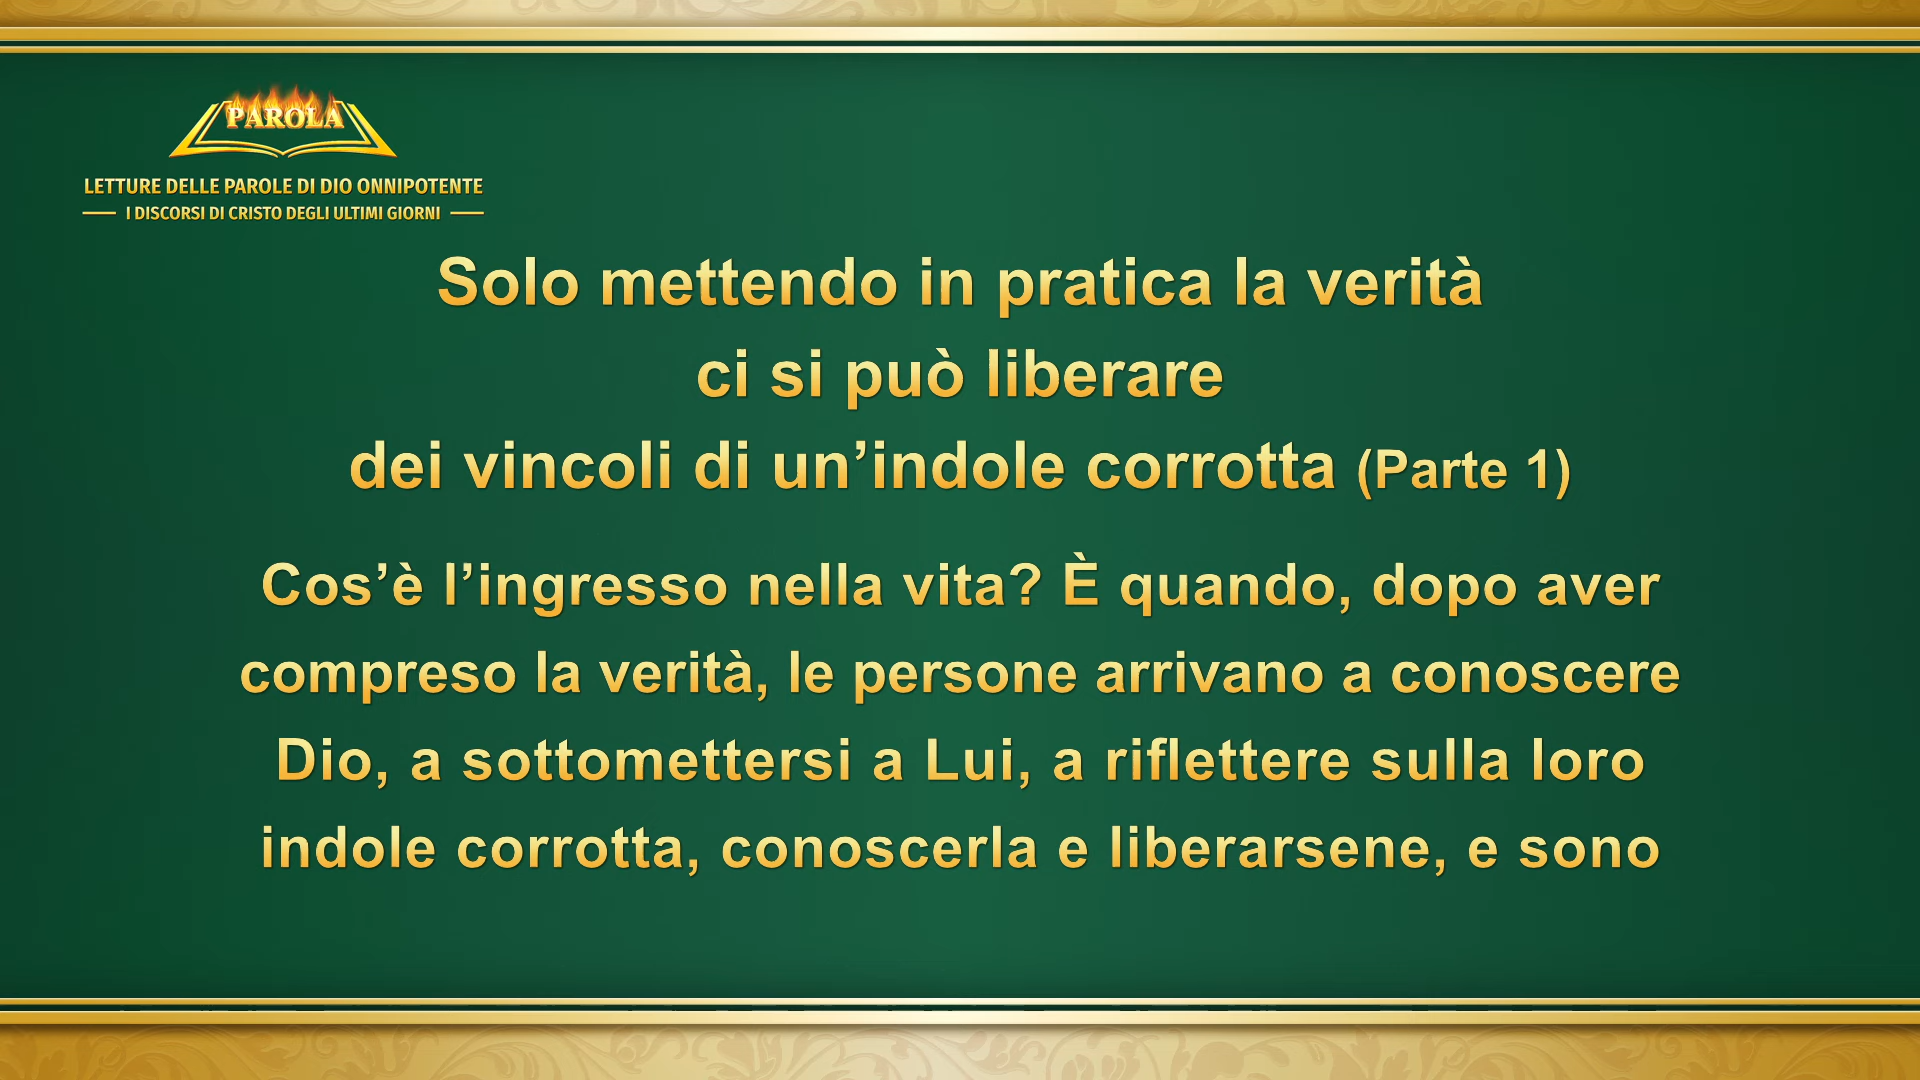 PAROLA
LETTURE DELLE PAROLE DI DIO ONNIPOTENTE
I DISCORSI DI CRISTO DEGLI ULTIMI GIORNI
Solo mettendo in pratica la verità
ci si può liberare
dei vincoli di un’indole corrotta (Parte 1)
Cos’è l’ingresso nella vita? È quando, dopo aver
compreso la verità, le persone arrivano a conoscere
Dio, a sottomettersi a Lui, a riflettere sulla loro
indole corrotta, conoscerla e liberarsene, e sono